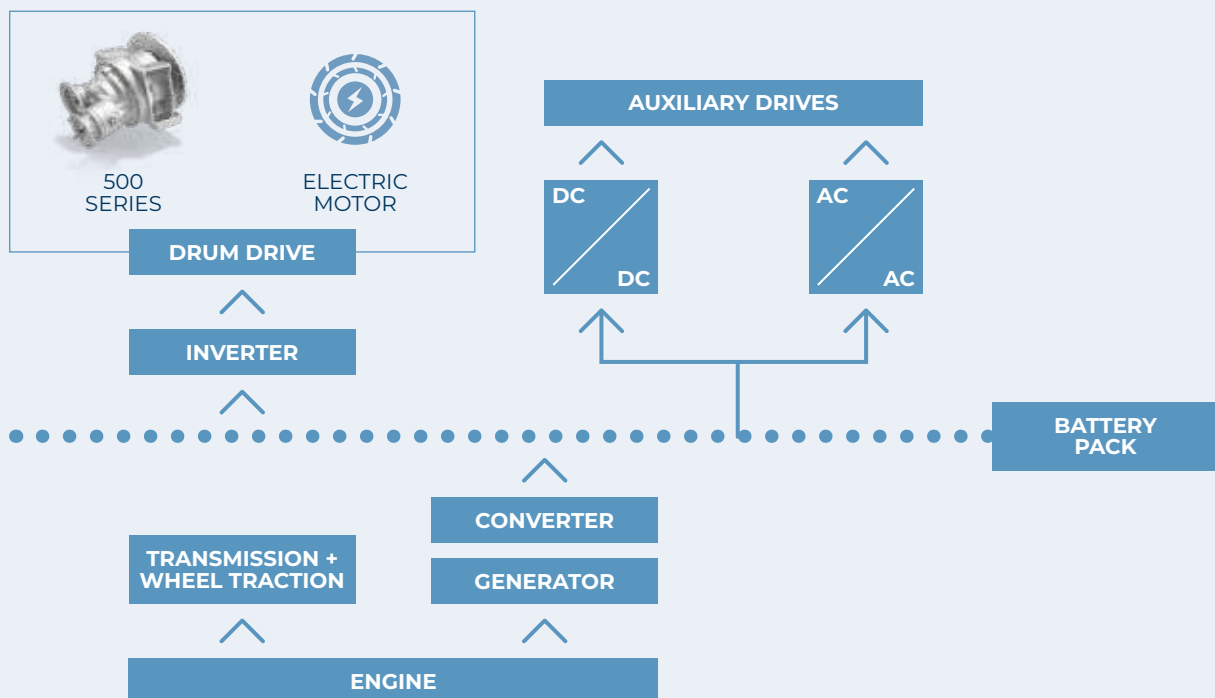 500
SERIES
ELECTRIC
MOTOR
DRUM DRIVE
INVERTER
AUXILIARY DRIVES
DC
DC
AC
AC
BATTERY
PACK
CONVERTER
GENERATOR
TRANSMISSION +
WHEEL TRACTION
ENGINE